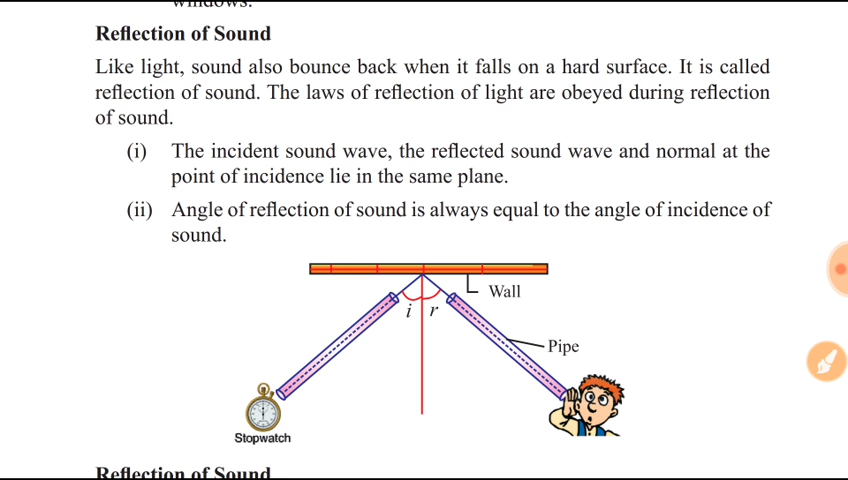 windows.
Reflection of Sound
Like light, sound also bounce back when it falls on a hard surface. It is called
reflection of sound. The laws of reflection of light are obeyed during reflection
of sound.
(i) The incident sound wave, the reflected sound wave and normal at the
point of incidence lie in the same plane.
(ii) Angle of reflection of sound is always equal to the angle of incidence of
sound.
Wall
i r
Pipe
Stopwatch
Reflection of Sound